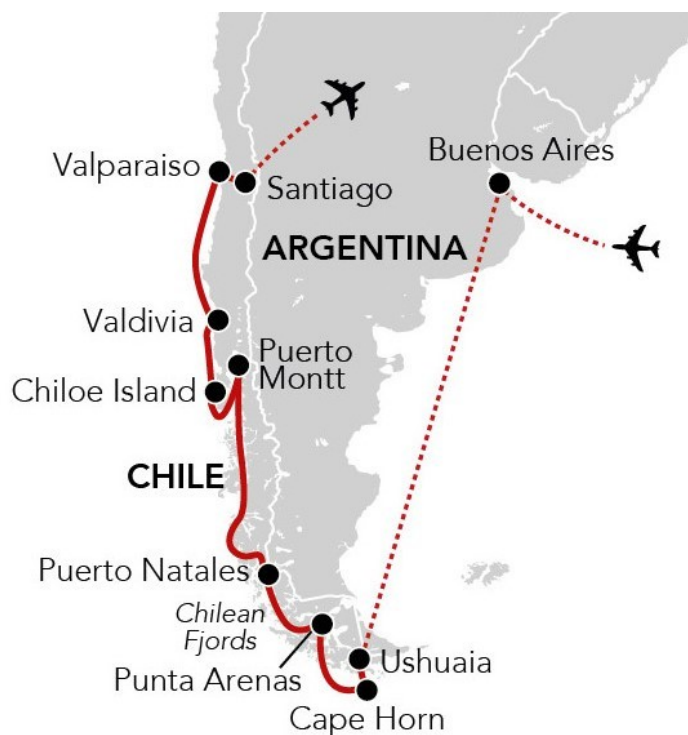 Valparaiso
Buenos Aires
Santiago
ARGENTINA
Valdivia
Puerto
Montt
Chiloe Island
CHILE
Puerto Natales
Chilean
Fjords
Punta Arenas
Ushuaia
Cape Horn